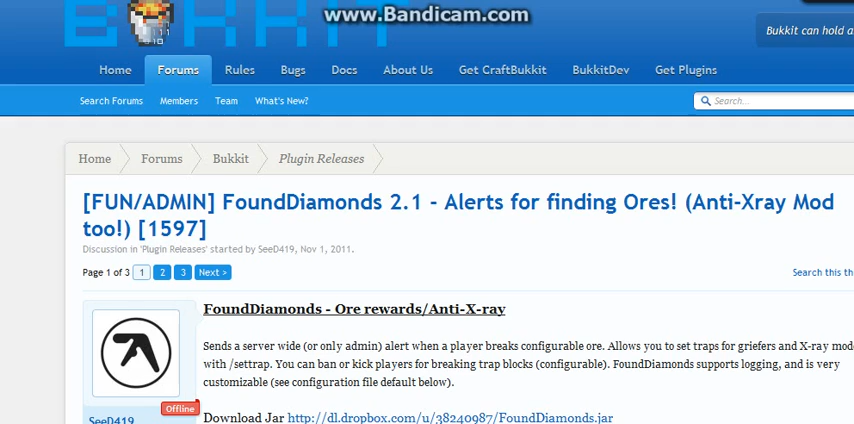 www.Bandicam.com
BUKKIT
Bukkit can hold a
Home Forums Rules Bugs Docs About Us Get CraftBukkit BukkitDev Get Plugins
Search Forums Members Team What's New?
Search...
Home Forums Bukkit Plugin Releases
[FUN/ADMIN] FoundDiamonds 2.1 - Alerts for finding Ores! (Anti-Xray Mod
too!) [1597]
Discussion in 'Plugin Releases' started by SeeD419, Nov 1, 2011.
Page 1 of 3 1 2 3 Next >
Search this th
FoundDiamonds - Ore rewards/Anti-X-ray
Sends a server wide (or only admin) alert when a player breaks configurable ore. Allows you to set traps for griefers and X-ray mod
with /settrap. You can ban or kick players for breaking trap blocks (configurable). FoundDiamonds supports logging, and is very
customizable (see configuration file default below).
Offline
SeeD419
Download Jar http://dl.dropbox.com/u/38240987/FoundDiamonds.jar